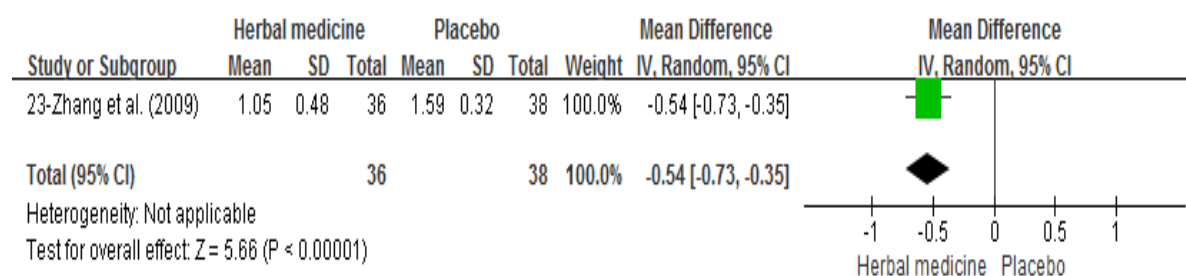 Herbal medicine Placebo Mean Difference Mean Difference
Study or Subgroup Mean SD Total Mean SD Total Weight IV, Random, 95% CI IV, Random, 95% CI
23-Zhang et al. (2009) 1.05 0.48 36 1.59 0.32 38 100.0% -0.54 [-0.73, -0.35]
Total (95% CI) 36 38 100.0% -0.54 [-0.73, -0.35]
Heterogeneity: Not applicable
Test for overall effect: Z = 5.66 (P < 0.00001)
-1 -0.5 0 0.5 1
Herbal medicine Placebo